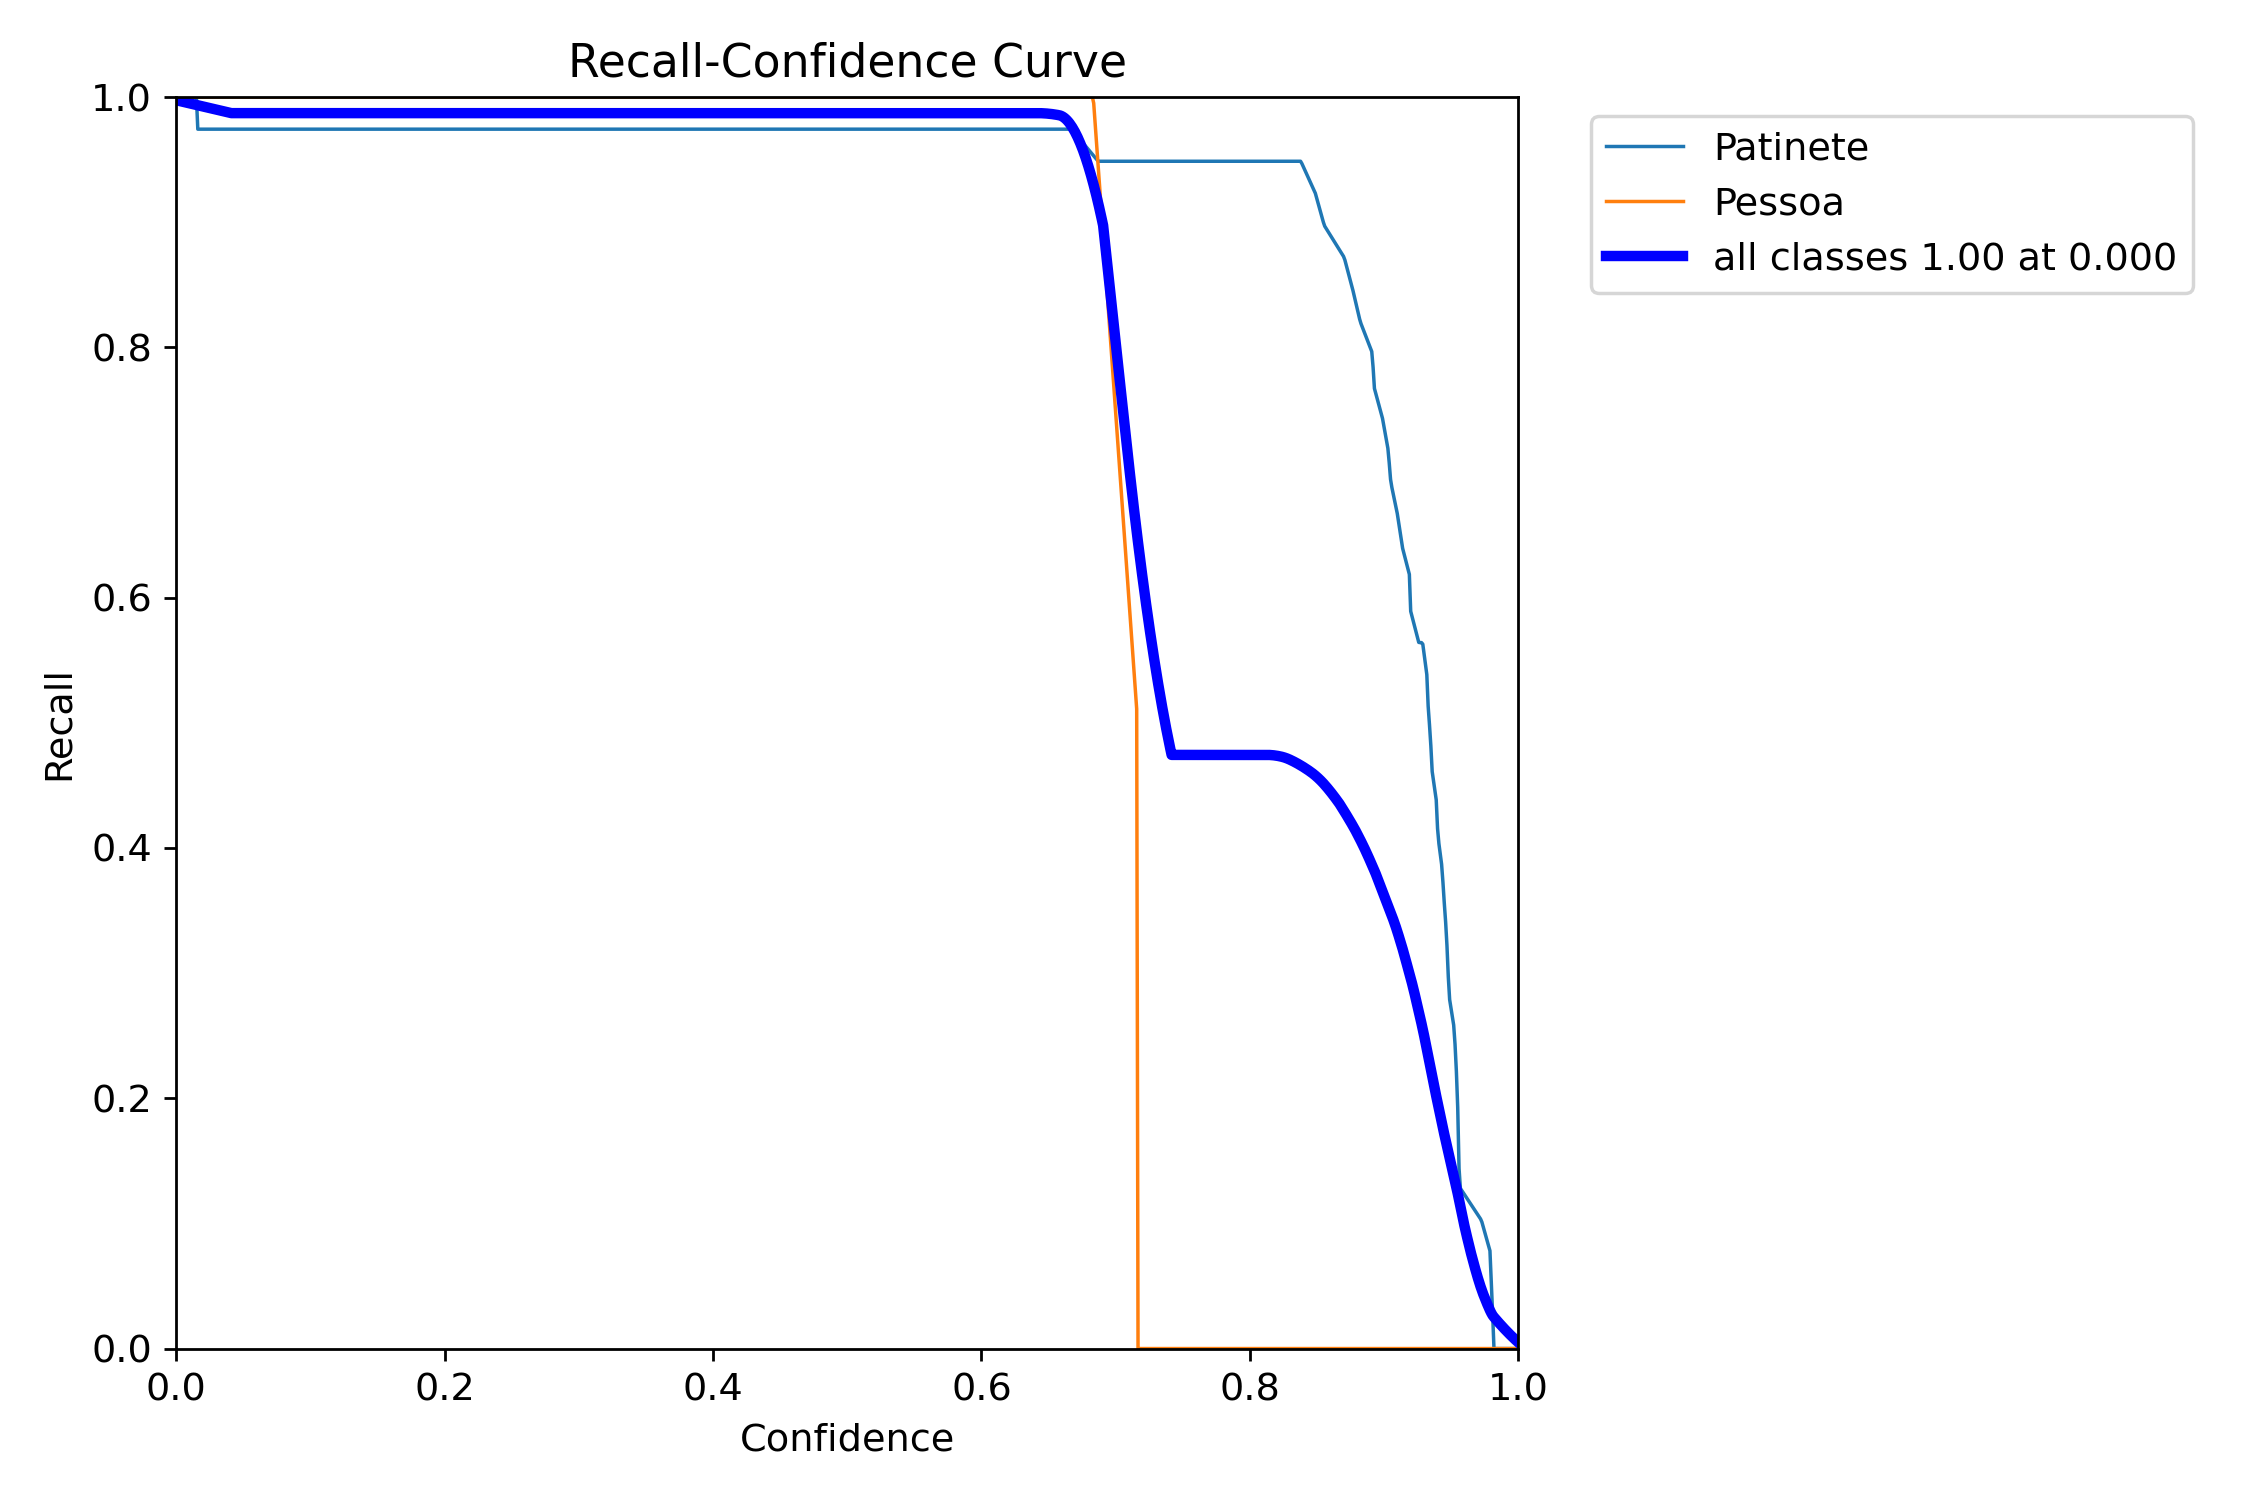 Recall-Confidence Curve
1.0
0.8
0.6
0.4
0.2
0.0
Recall
0.0 0.2 0.4 0.6 0.8 1.0
Confidence
Patinete
Pessoa
all classes 1.00 at 0.000